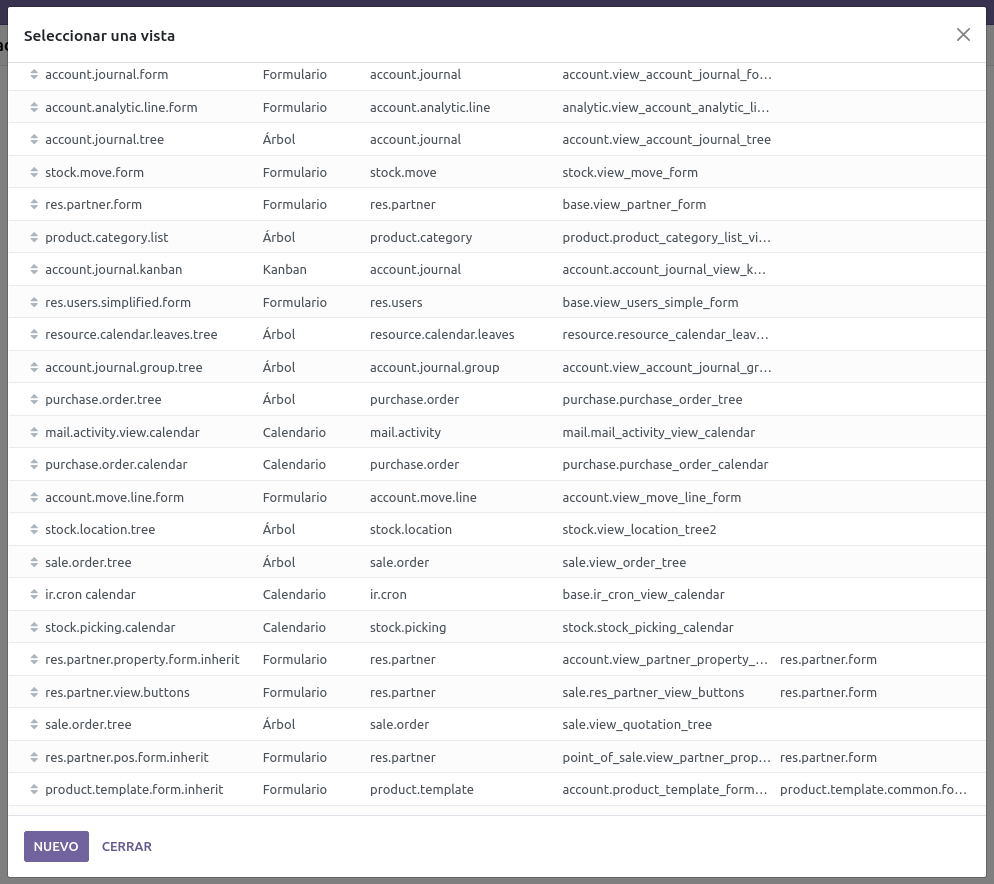 Seleccionar una vista
account.journal.form Formulario account.journal account.view_account_journal_fo…
account.analytic.line.form Formulario account.analytic.line analytic.view_account_analytic_li…
account.journal.tree Árbol account.journal account.view_account_journal_tree
stock.move.form Formulario stock.move stock.view_move_form
res.partner.form Formulario res.partner base.view_partner_form
product.category.list Árbol product.category product.product_category_list_vi…
account.journal.kanban Kanban account.journal account.account_journal_view_k…
res.users.simplified.form Formulario res.users base.view_users_simple_form
resource.calendar.leaves.tree Árbol resource.calendar.leaves resource.resource_calendar_leav…
account.journal.group.tree Árbol account.journal.group account.view_account_journal_gr…
purchase.order.tree Árbol purchase.order purchase.purchase_order_tree
mail.activity.view.calendar Calendario mail.activity mail.mail_activity_view_calendar
purchase.order.calendar Calendario purchase.order purchase.purchase_order_calendar
account.move.line.form Formulario account.move.line account.view_move_line_form
stock.location.tree Árbol stock.location stock.view_location_tree2
sale.order.tree Árbol sale.order sale.view_order_tree
ir.cron calendar Calendario ir.cron base.ir_cron_view_calendar
stock.picking.calendar Calendario stock.picking stock.stock_picking_calendar
res.partner.property.form.inherit Formulario res.partner account.view_partner_property_… res.partner.form
res.partner.view.buttons Formulario res.partner sale.res_partner_view_buttons res.partner.form
sale.order.tree Árbol sale.order sale.view_quotation_tree
res.partner.pos.form.inherit Formulario res.partner point_of_sale.view_partner_prop… res.partner.form
product.template.form.inherit Formulario product.template account.product_template_form… product.template.common.fo…
NUEVO CERRAR